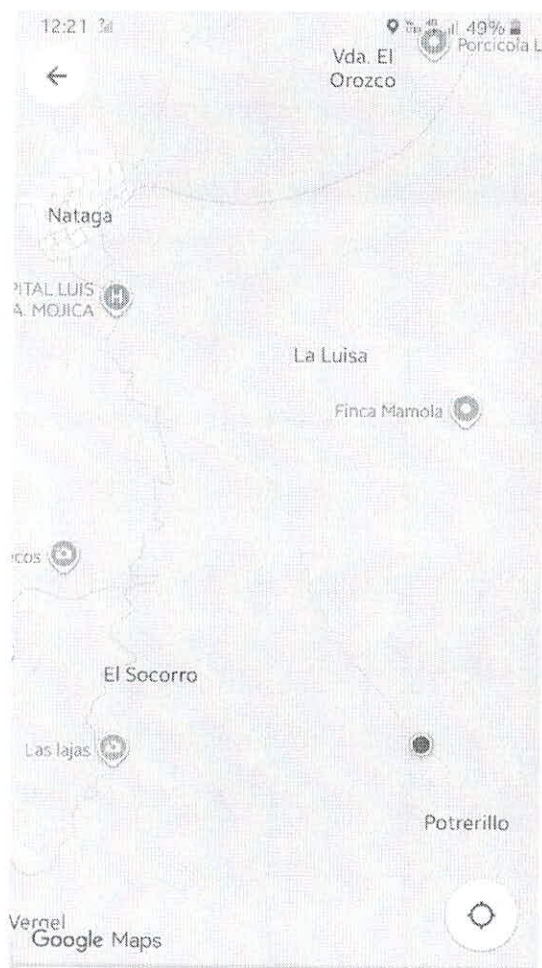 12:21
49%
Vda. El
Orozco
Porcicola L
Nataga
PITAL LUIS
A. MOJICA
H
La Luisa
Finca Mamola
cos
El Socorro
Las lajas
Potrerillo
Vergel
Google Maps